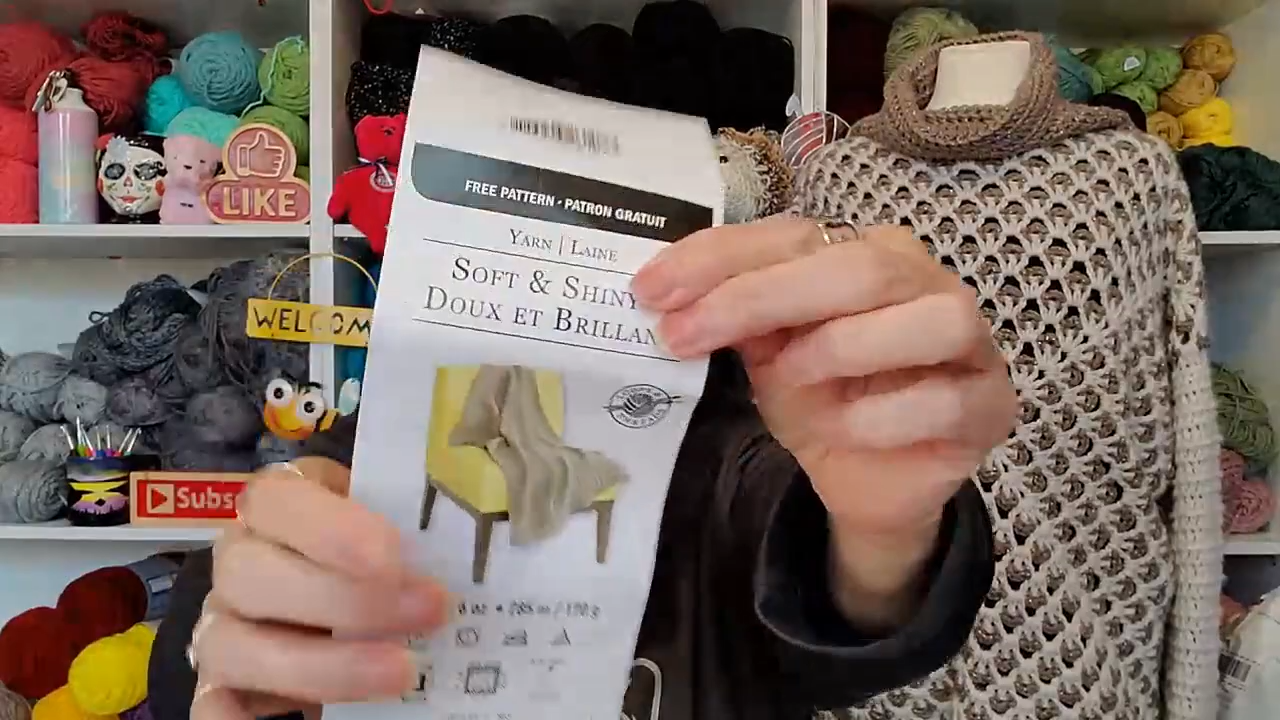 FREE PATTERN • PATRON GRATUIT
YARN | LAINE
SOFT & SHINY
DOUX ET BRILLAN
LIKE
WELCOM
Subs